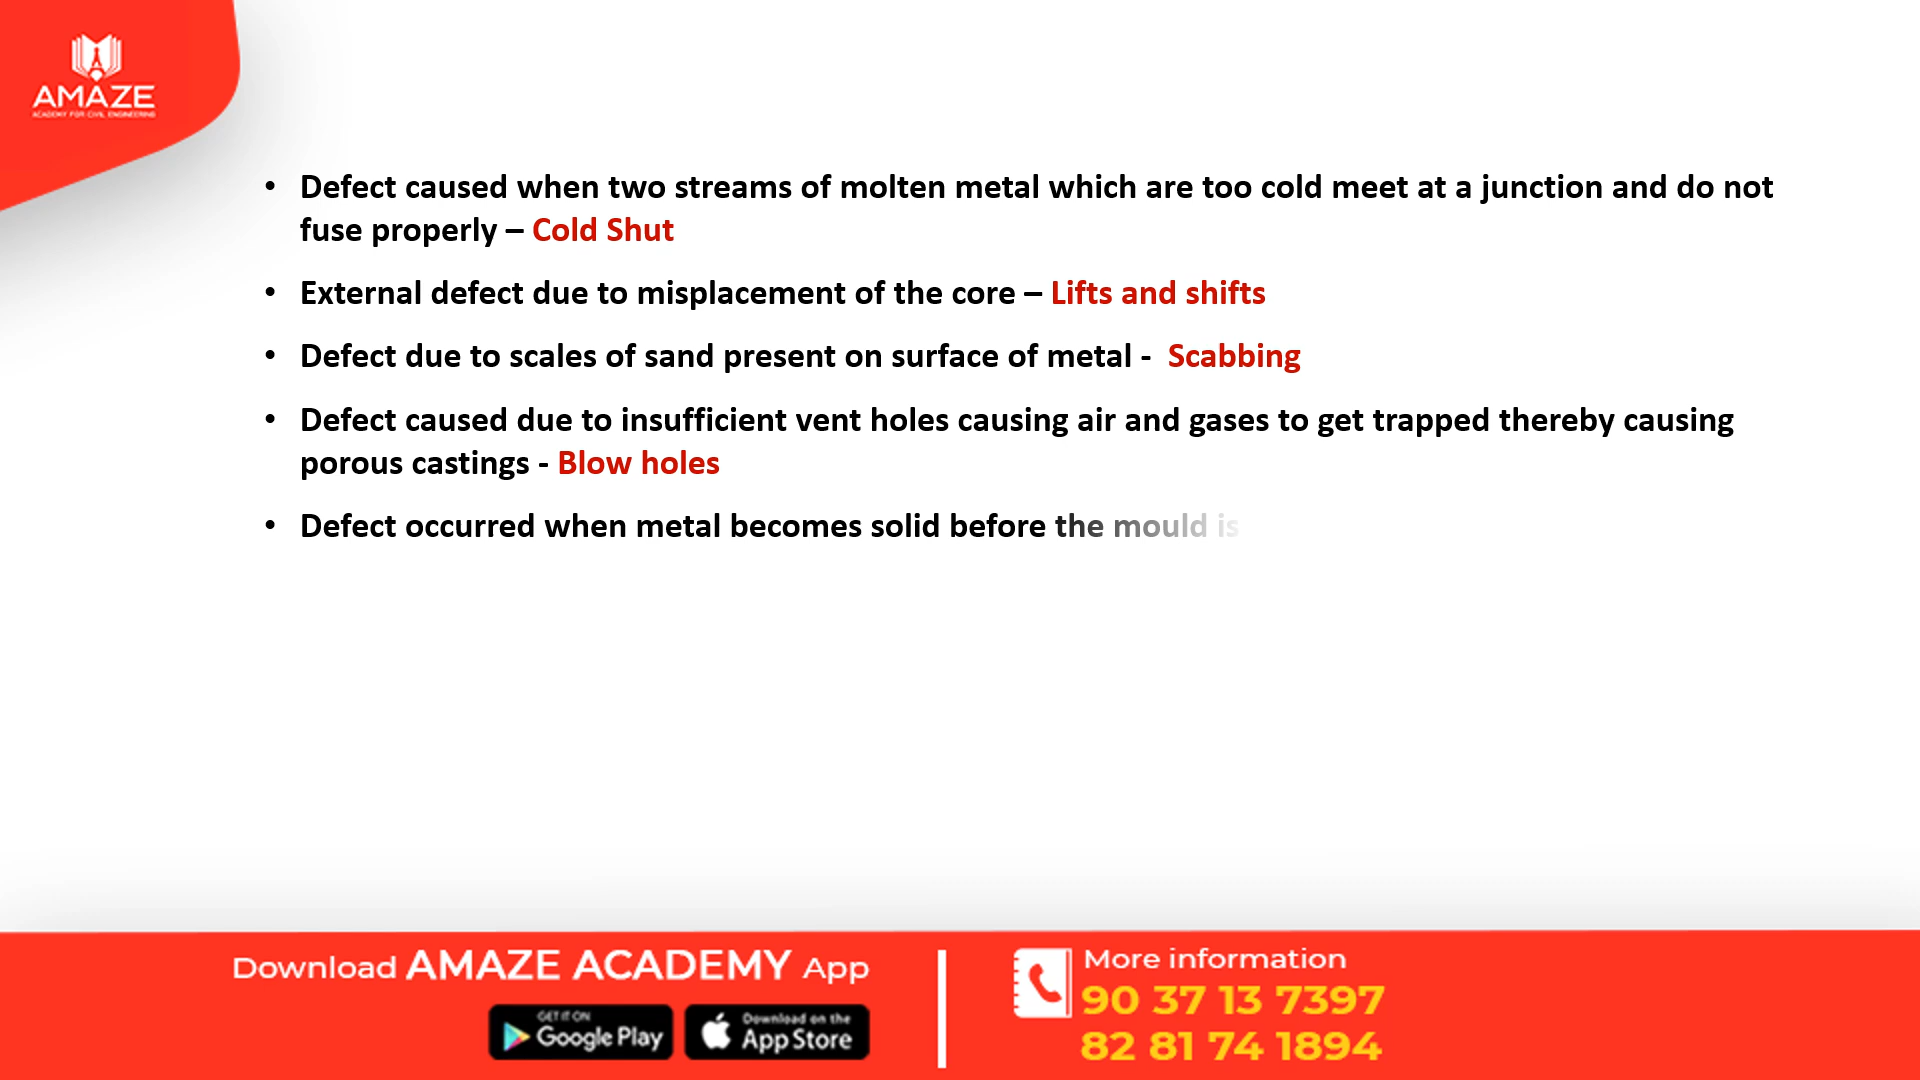 AMAZE
ACADEMY FOR CIVIL ENGINEERING
• Defect caused when two streams of molten metal which are too cold meet at a junction and do not
fuse properly – Cold Shut
• External defect due to misplacement of the core – Lifts and shifts
• Defect due to scales of sand present on surface of metal - Scabbing
• Defect caused due to insufficient vent holes causing air and gases to get trapped thereby causing
porous castings - Blow holes
• Defect occurred when metal becomes solid before the mould is
Download AMAZE ACADEMY App
GET IT ON
Google Play
Download on the
App Store
More information
90 37 13 7397
82 81 74 1894